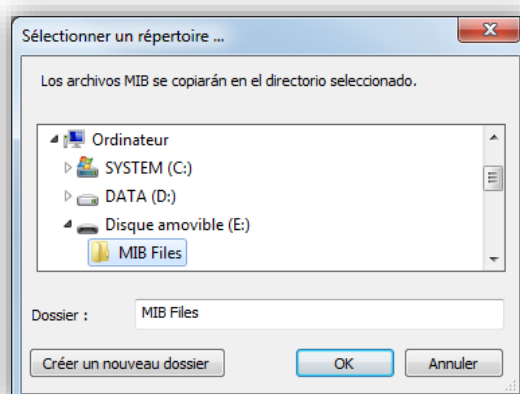 Sélectionner un répertoire ...
Los archivos MIB se copiarán en el directorio seleccionado.
Ordinateur
SYSTEM (C:)
DATA (D:)
Disque amovible (E:)
MIB Files
Dossier : MIB Files
Créer un nouveau dossier OK Annuler